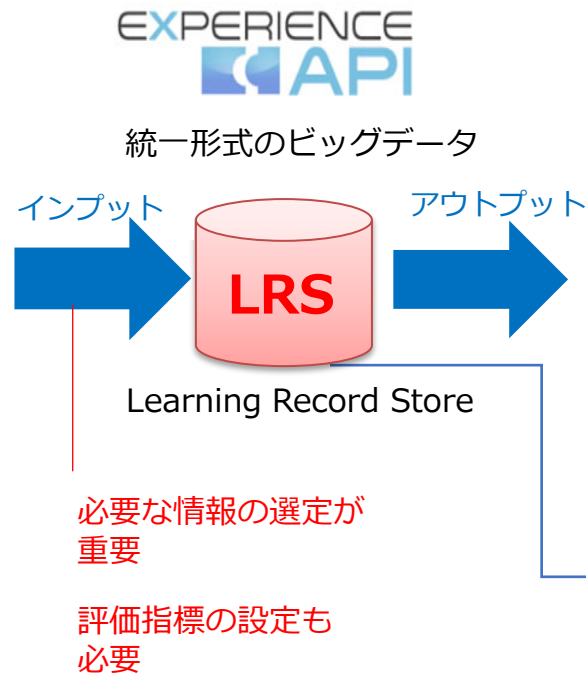 EXPERIENCE
API
統一形式のビッグデータ
インプット
アウトプット
LRS
Learning Record Store
必要な情報の選定が
重要
評価指標の設定も
必要